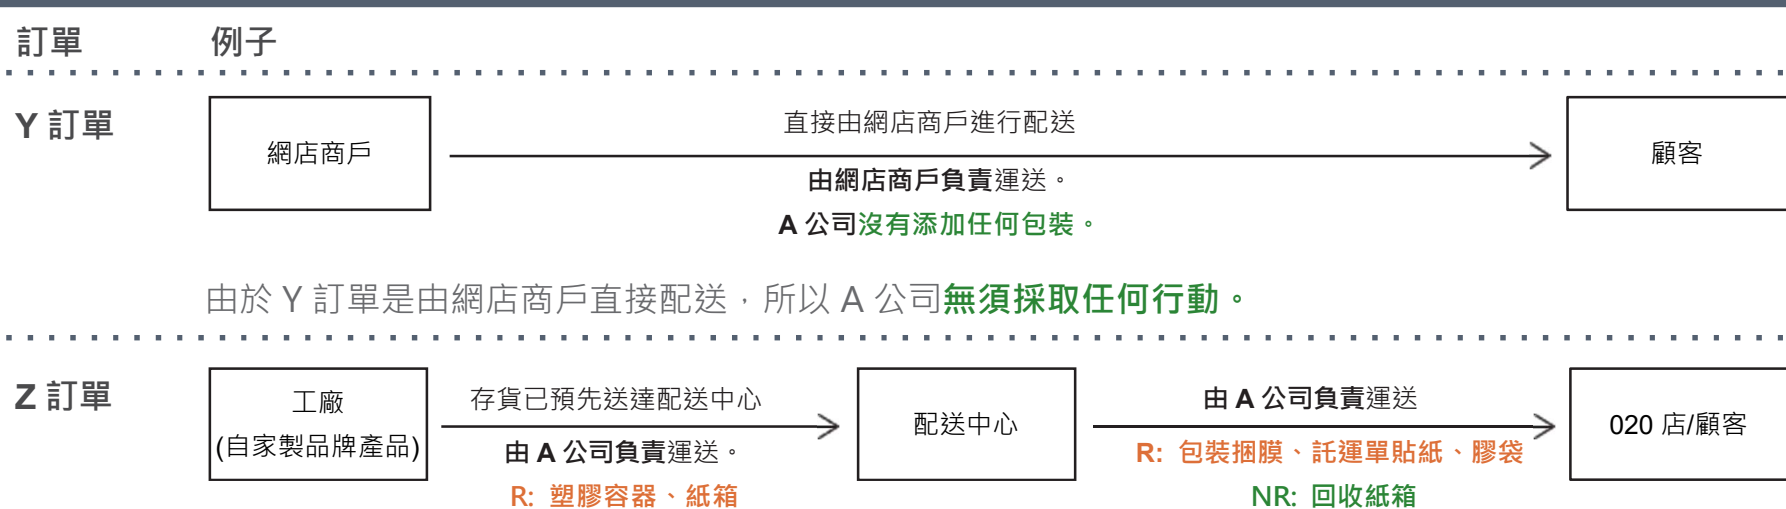 訂單 例子
Y 訂單
網店商戶
直接由網店商戶進行配送
由網店商戶負責運送。
A 公司沒有添加任何包裝。
顧客
由於 Y 訂單是由網店商戶直接配送，所以 A 公司無須採取任何行動。
Z 訂單
工廠
(自家製品牌產品)
存貨已預先送達配送中心
由 A 公司負責運送。
R: 塑膠容器、紙箱
配送中心
由 A 公司負責運送
R: 包裝捆膜、託運單貼紙、膠袋
NR: 回收紙箱
020 店/顧客